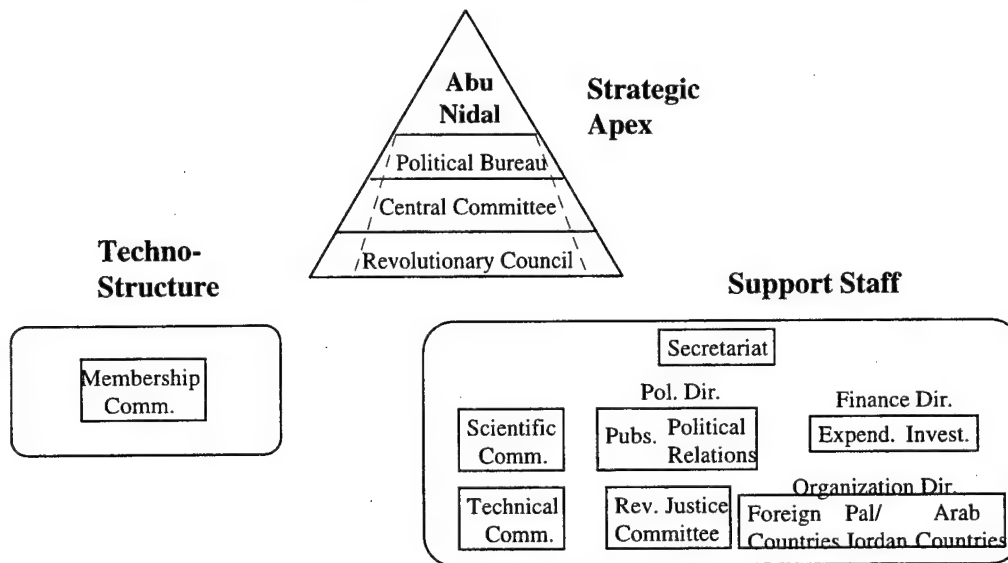 Abu
Nidal
Strategic
Apex
Political Bureau
Central Committee
Revolutionary Council
Techno-
Structure
Membership
Comm.
Support Staff
Secretariat
Pol. Dir.
Finance Dir.
Scientific
Comm.
Pubs. Political
Relations
Expend. Invest.
Technical
Comm.
Rev. Justice
Committee
Organization Dir.
Foreign Pal/ Arab
Countries Jordan Countries